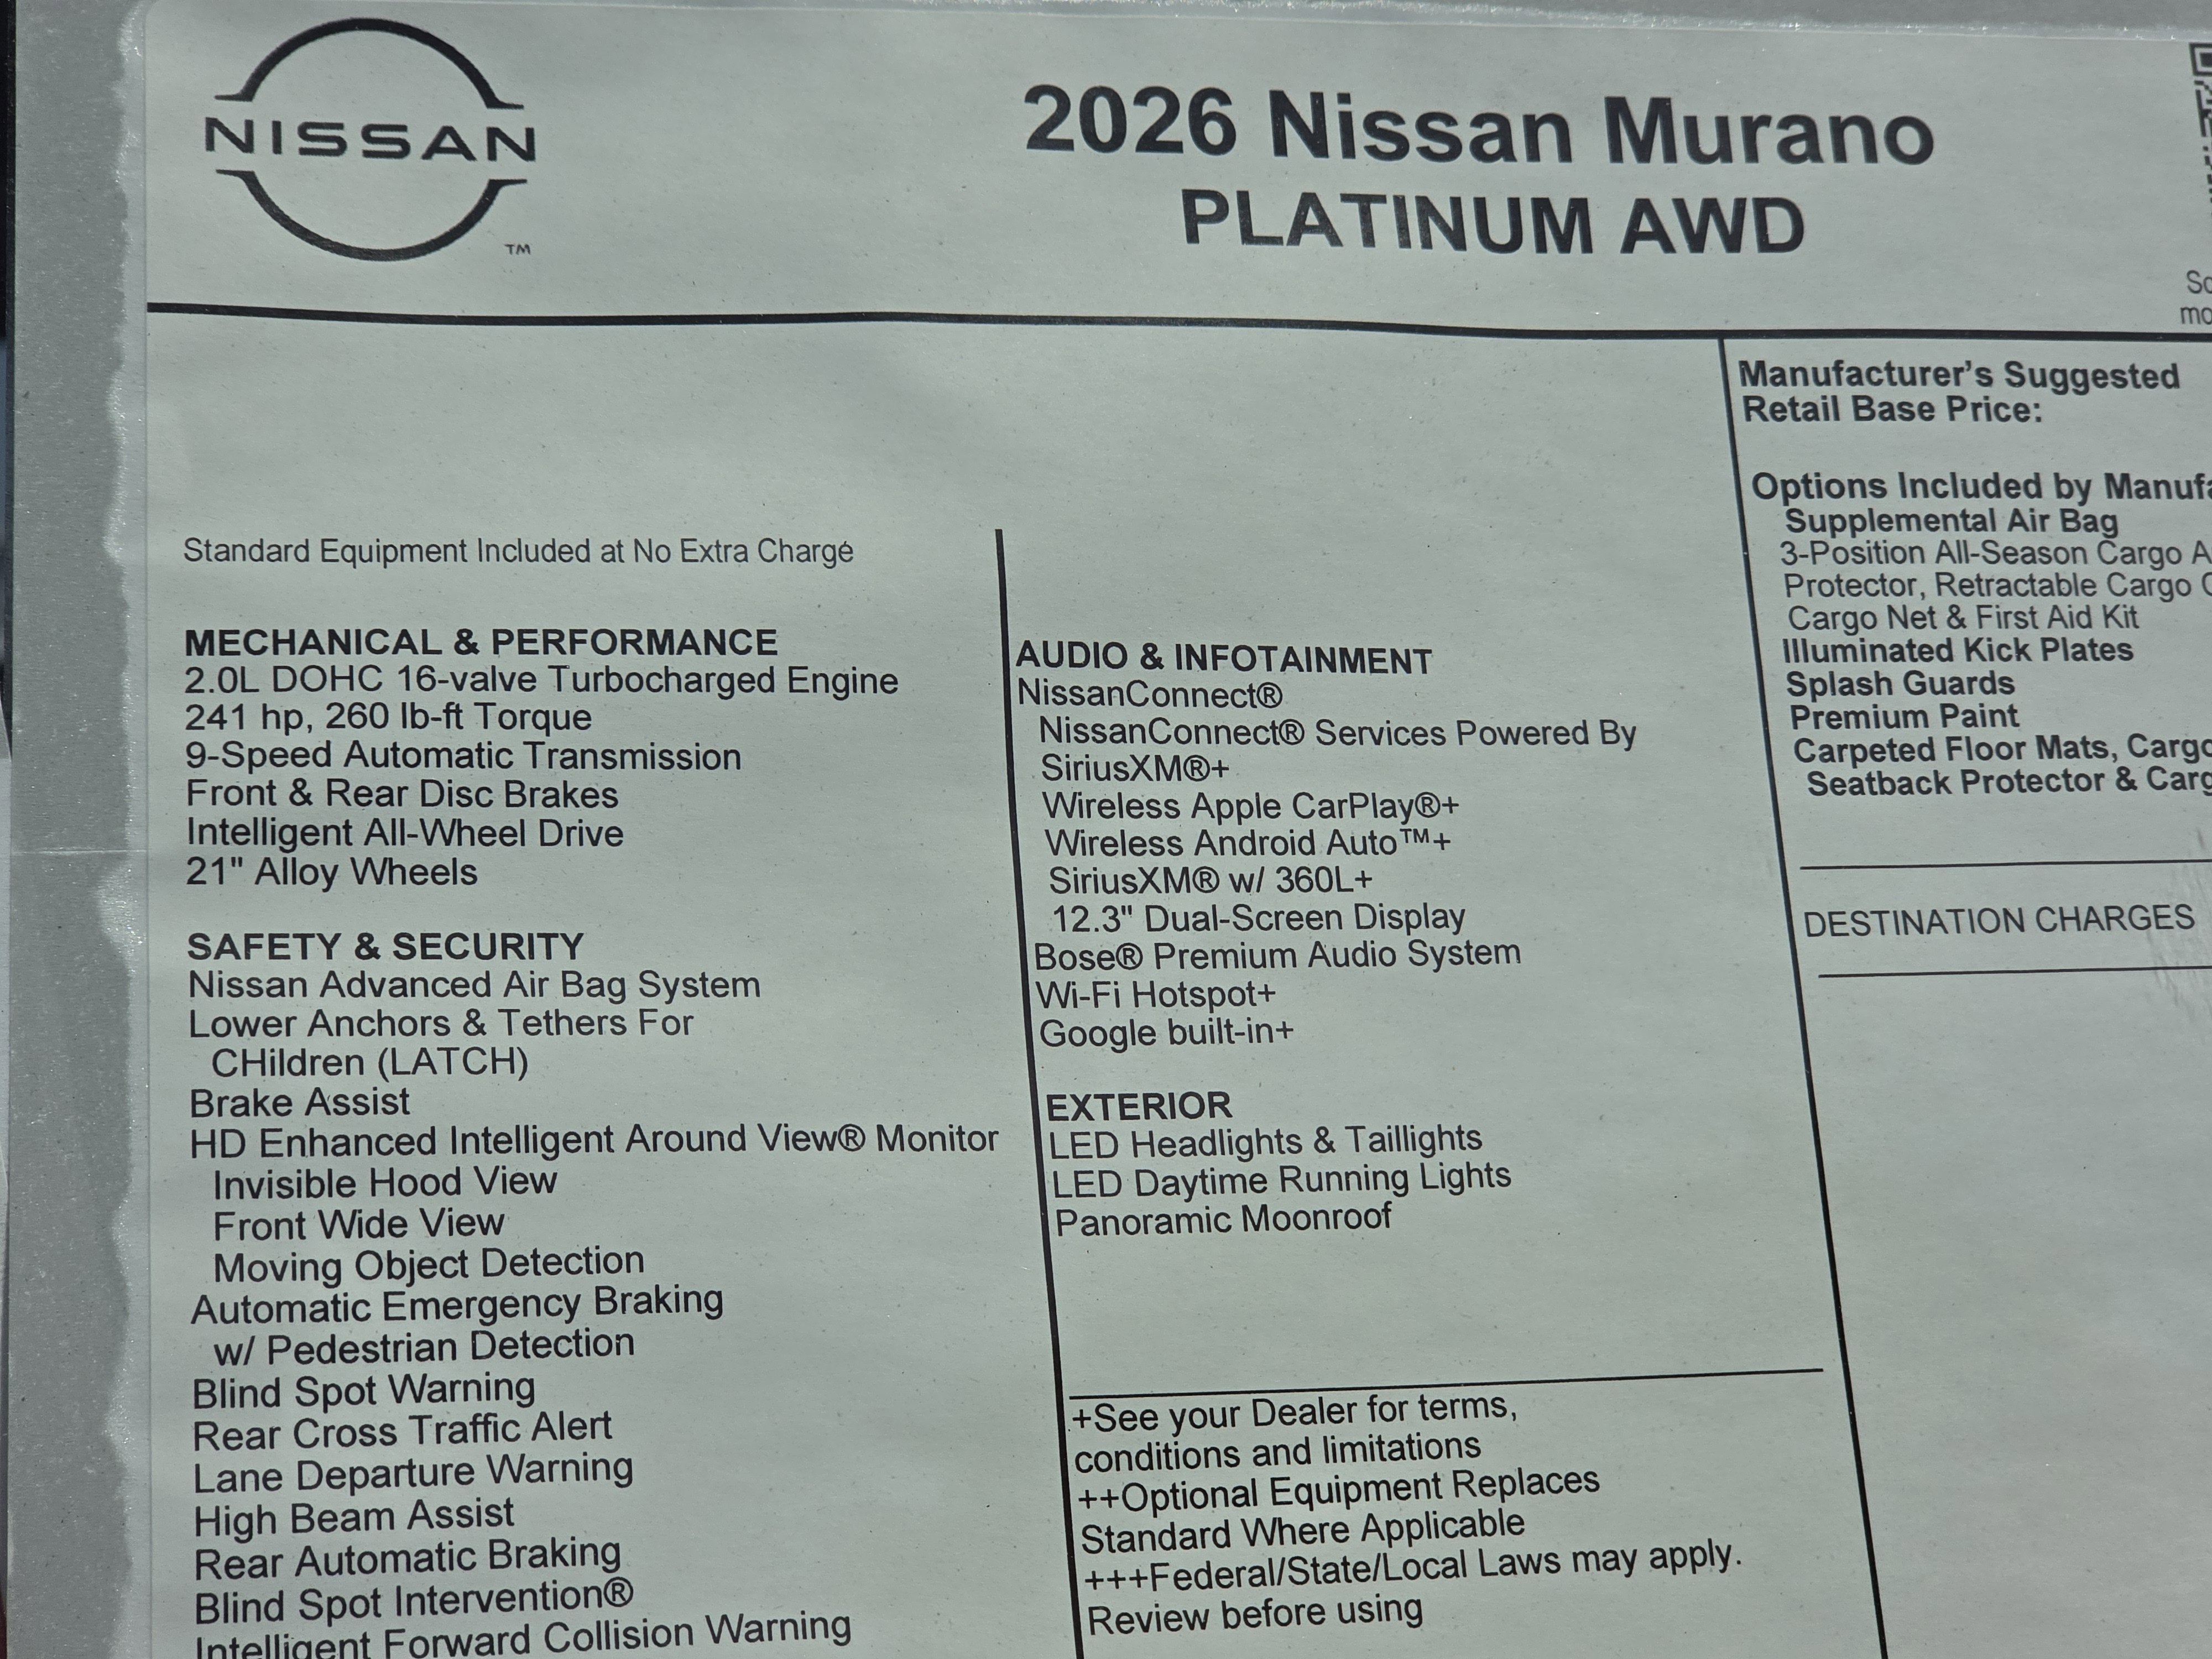 NISSAN
TM
2026 Nissan Murano
PLATINUM AWD
Standard Equipment Included at No Extra Charge
MECHANICAL & PERFORMANCE
2.0L DOHC 16-valve Turbocharged Engine
241 hp, 260 lb-ft Torque
9-Speed Automatic Transmission
Front & Rear Disc Brakes
Intelligent All-Wheel Drive
21" Alloy Wheels
SAFETY & SECURITY
Nissan Advanced Air Bag System
Lower Anchors & Tethers For
CHildren (LATCH)
Brake Assist
HD Enhanced Intelligent Around View® Monitor
Invisible Hood View
Front Wide View
Moving Object Detection
Automatic Emergency Braking
w/ Pedestrian Detection
Blind Spot Warning
Rear Cross Traffic Alert
Lane Departure Warning
High Beam Assist
Rear Automatic Braking
Blind Spot Intervention®
Intelligent Forward Collision Warning
AUDIO & INFOTAINMENT
NissanConnect®
NissanConnect® Services Powered By
SiriusXM®+
Wireless Apple CarPlay®+
Wireless Android Auto™+
SiriusXM® w/ 360L+
12.3" Dual-Screen Display
Bose® Premium Audio System
Wi-Fi Hotspot+
Google built-in+
EXTERIOR
LED Headlights & Taillights
LED Daytime Running Lights
Panoramic Moonroof
+See your Dealer for terms,
conditions and limitations
++Optional Equipment Replaces
Standard Where Applicable
+++Federal/State/Local Laws may apply.
Review before using
Manufacturer's Suggested
Retail Base Price:
Options Included by
Supplemental Air Bag
3-Position All-Season Cargo
Protector, Retractable Cargo
Cargo Net & First Aid Kit
Illuminated Kick Plates
Splash Guards
Premium Paint
Carpeted Floor Mats,
Seatback Protector &
DESTINATION CHARGES